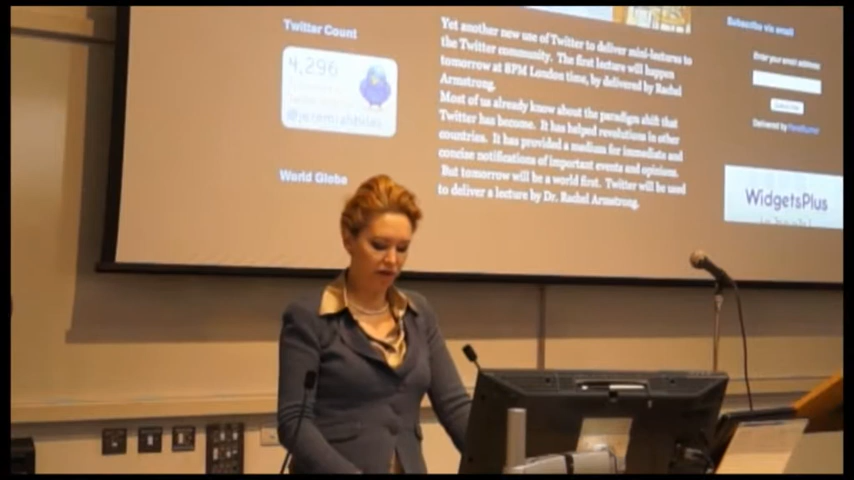 Twitter Count
4,296
@jeremiahbiles
World Globe
Yet another new use of Twitter to deliver mini-lectures to
the Twitter community. The first lecture will happen
tomorrow at 8PM London time, by delivered by Rachel
Armstrong.
Most of us already know about the paradigm shift that
Twitter has become. It has helped revolutions in other
countries. It has provided a medium for immediate and
concise notifications of important events and opinions.
But tomorrow will be a world first. Twitter will be used
to deliver a lecture by Dr. Rachel Armstrong.
Subscribe via email
Enter your email address:
Subscribe
Delivered by FeedBurner
WidgetsPlus